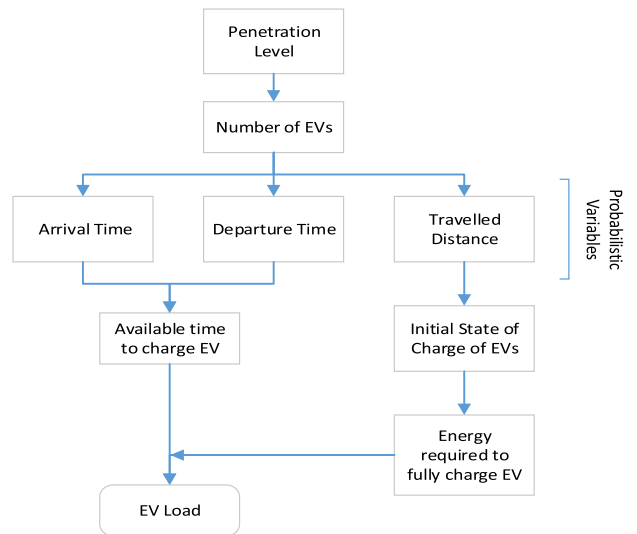 Penetration
Level
Number of EVs
Arrival Time
Departure Time
Travelled
Distance
Probabilistic
Variables
Available time
to charge EV
Initial State of
Charge of EVs
Energy
required to
fully charge EV
EV Load